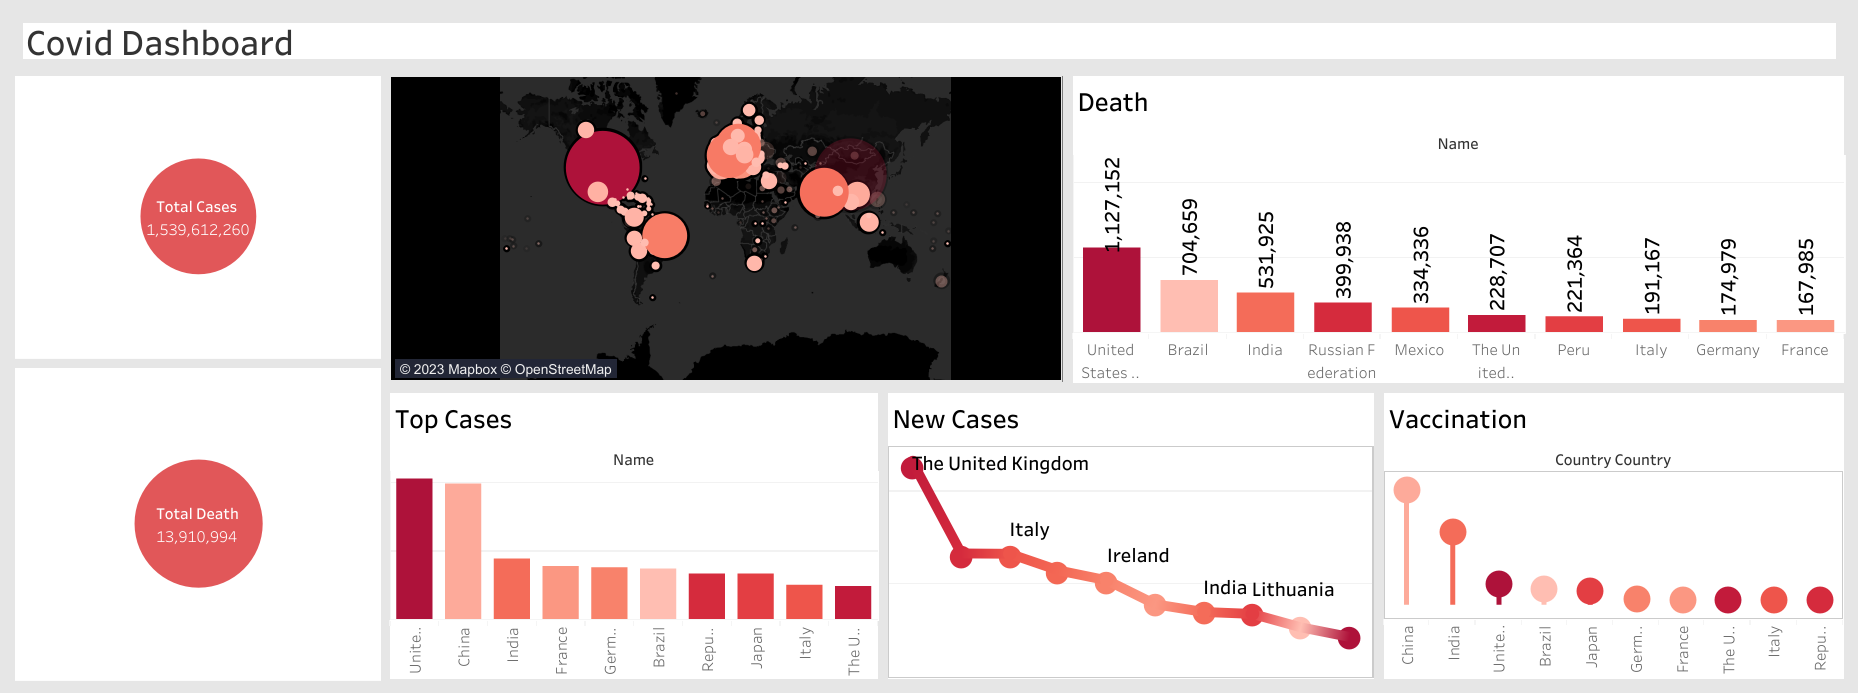 Covid Dashboard
Total Cases
1,539,612,260
Total Death
13,910,994
© 2023 Mapbox © OpenStreetMap
Death
Name
1,127,152
704,659
531,925
399,938
334,336
228,707
221,364
191,167
174,979
167,985
United
States ..
Brazil
India
Russian F
ederation
Mexico
The Un
ited..
Peru
Italy
Germany
France
Top Cases
Name
Unite..
China
India
France
Germ..
Brazil
Repu..
Japan
Italy
The U..
New Cases
The United Kingdom
Italy
Ireland
India
Lithuania
Vaccination
Country Country
China
India
Unite..
Brazil
Japan
Germ..
France
The U..
Italy
Repu..